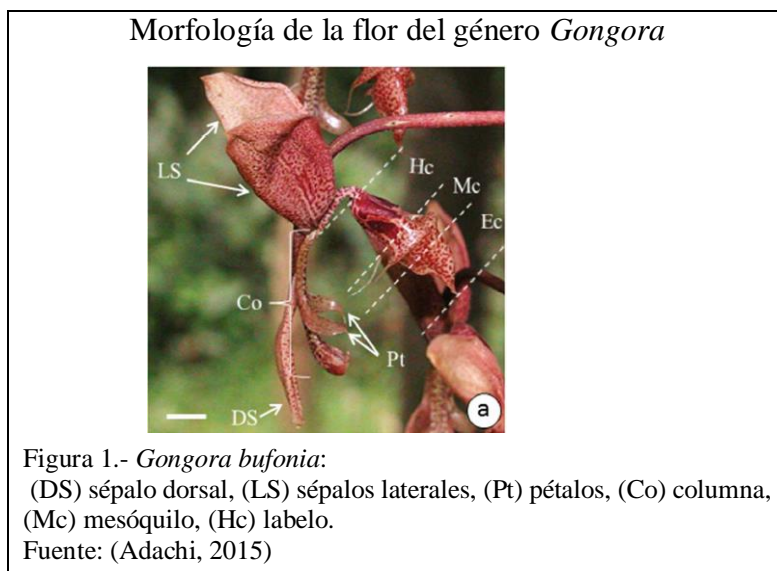 Morfología de la flor del género Gongora
LS
Hc
Mc
Ec
Co
Pt
DS
a
Figura 1.- Gongora bufonia:
(DS) sépalo dorsal, (LS) sépalos laterales, (Pt) pétalos, (Co) columna,
(Mc) mesóquilo, (Hc) labelo.
Fuente: (Adachi, 2015)